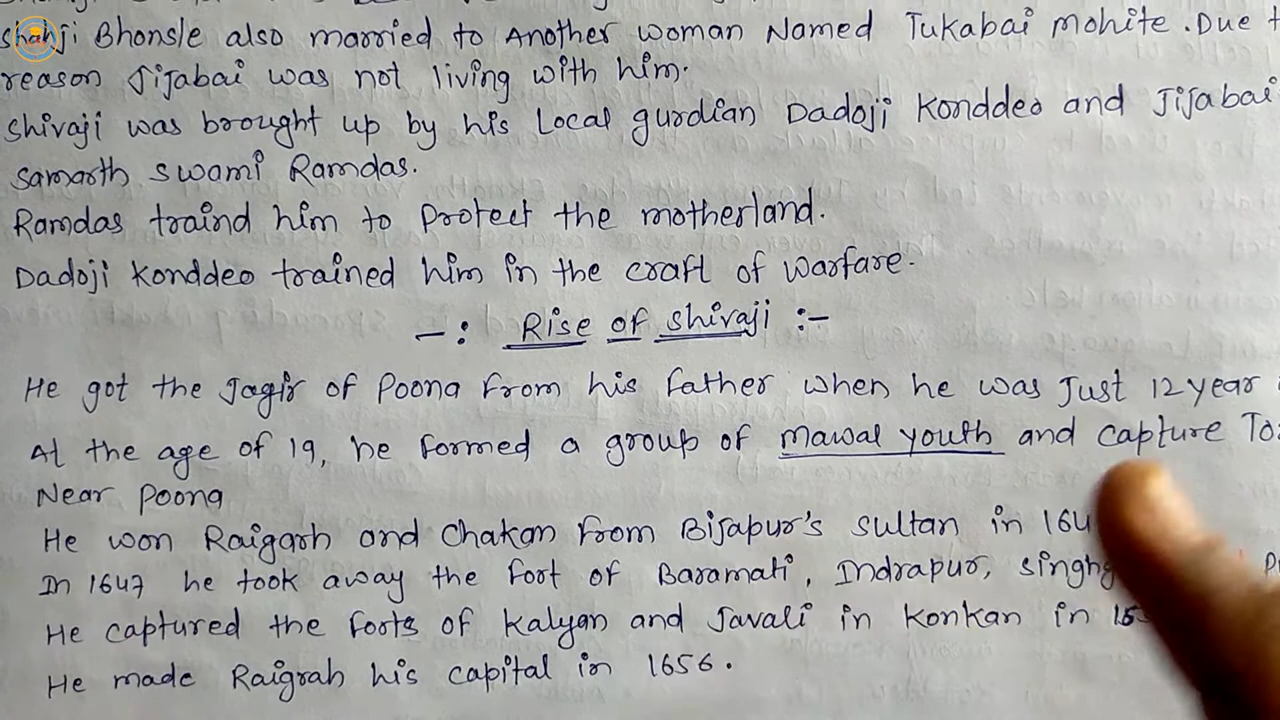 Shahji Bhonsle also married to Another woman Named Tukabai mohite. Due
reason Jijabai was not living with him.
Shivaji was brought up by his Local gurdian Dadoji Konddeo and Jijabai
Samarth Swami Ramdas.
Ramdas traind him to Protect the motherland.
Dadoji Konddeo trained him in the craft of warfare.
-: Rise of Shivaji :-
He got the Jagir of Poona from his father when he was Just 12 year
At the age of 19, he formed a group of mawal youth and capture
Near Poona
He won Raigarh and Chakan from Bijapur's Sultan in
In 1647 he took away the fort of Baramati, Indrapur,
He captured the forts of Kalyan and Javali in Konkan in
He made Raigrah his capital in 1656.